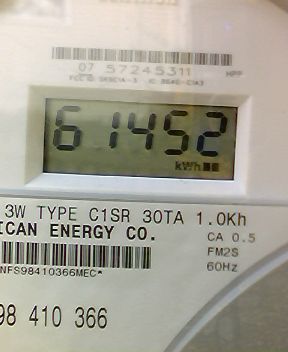 07 57245311
61452
kWh
3W TYPE C1SR 30TA 1.0Kh
ICAN ENERGY CO.
CA 0.5
FM2S
60Hz
NFS98410366MEC*
98 410 366